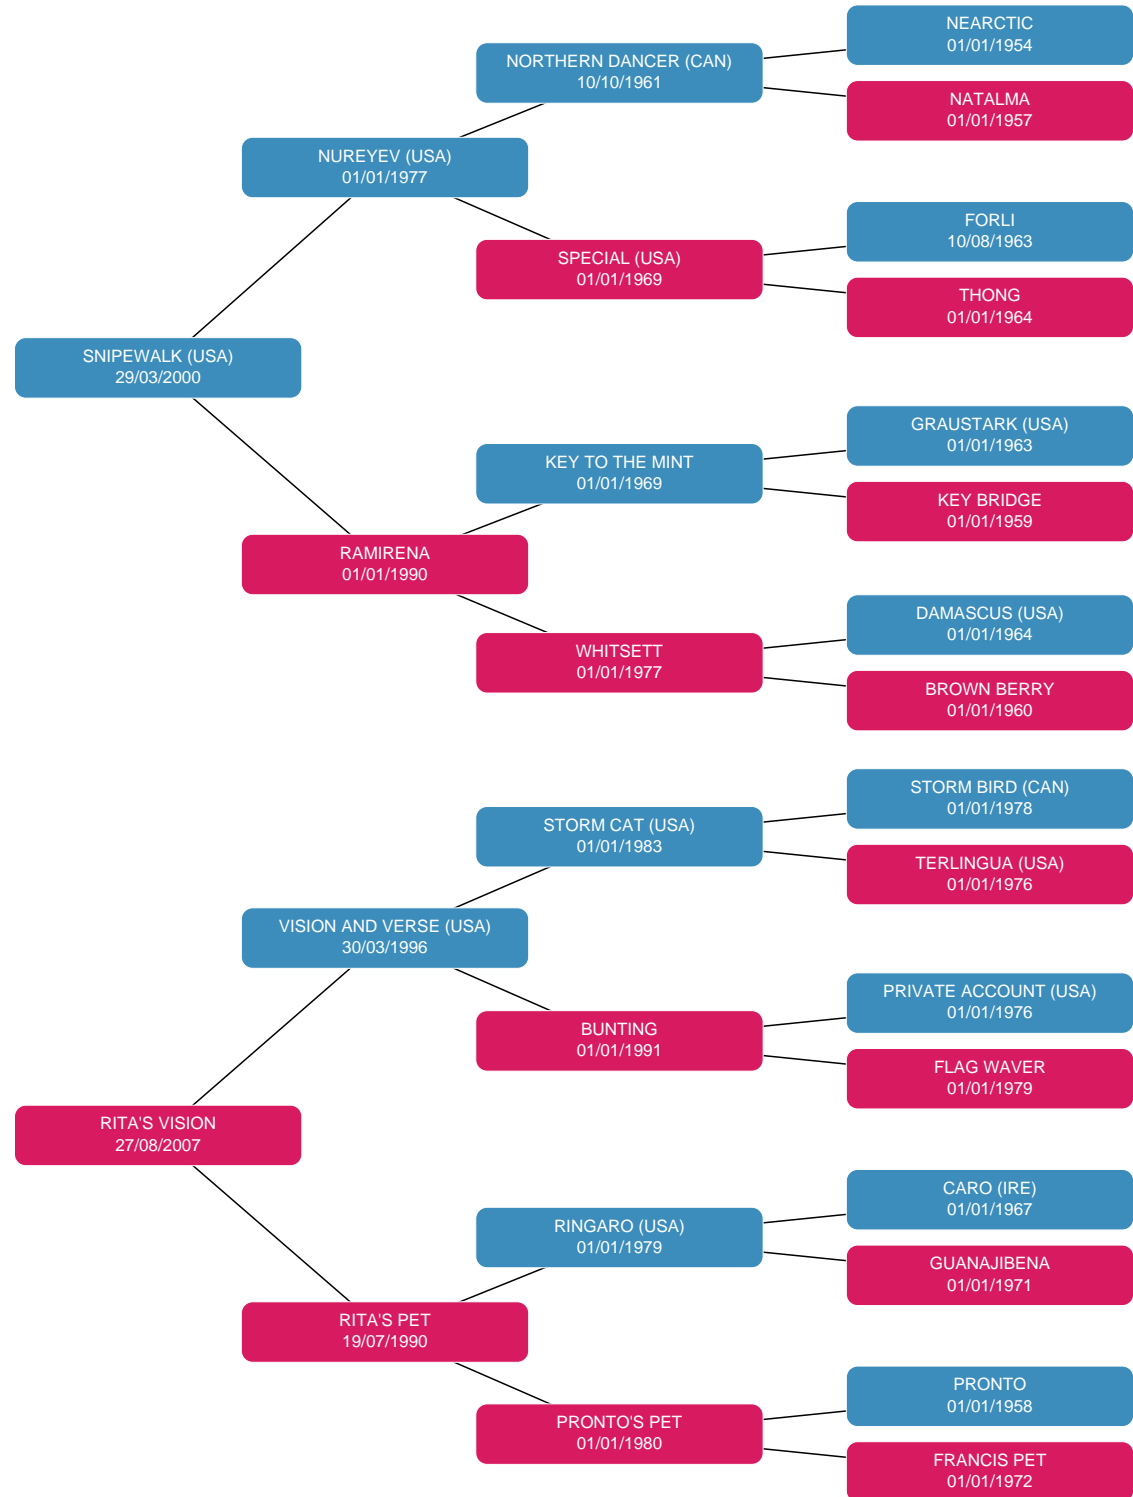 NEARCTIC
01/01/1954
NORTHERN DANCER (CAN)
10/10/1961
NATALMA
01/01/1957
NUREYEV (USA)
01/01/1977
FORLI
10/08/1963
SPECIAL (USA)
01/01/1969
THONG
01/01/1964
SNIPEWALK (USA)
29/03/2000
GRAUSTARK (USA)
01/01/1963
KEY TO THE MINT
01/01/1969
KEY BRIDGE
01/01/1959
RAMIRENA
01/01/1990
DAMASCUS (USA)
01/01/1964
WHITSETT
01/01/1977
BROWN BERRY
01/01/1960
STORM BIRD (CAN)
01/01/1978
STORM CAT (USA)
01/01/1983
TERLINGUA (USA)
01/01/1976
VISION AND VERSE (USA)
30/03/1996
PRIVATE ACCOUNT (USA)
01/01/1976
BUNTING
01/01/1991
FLAG WAVER
01/01/1979
RITA'S VISION
27/08/2007
CARO (IRE)
01/01/1967
RINGARO (USA)
01/01/1979
GUANAJIBENA
01/01/1971
RITA'S PET
19/07/1990
PRONTO
01/01/1958
PRONTO'S PET
01/01/1980
FRANCIS PET
01/01/1972